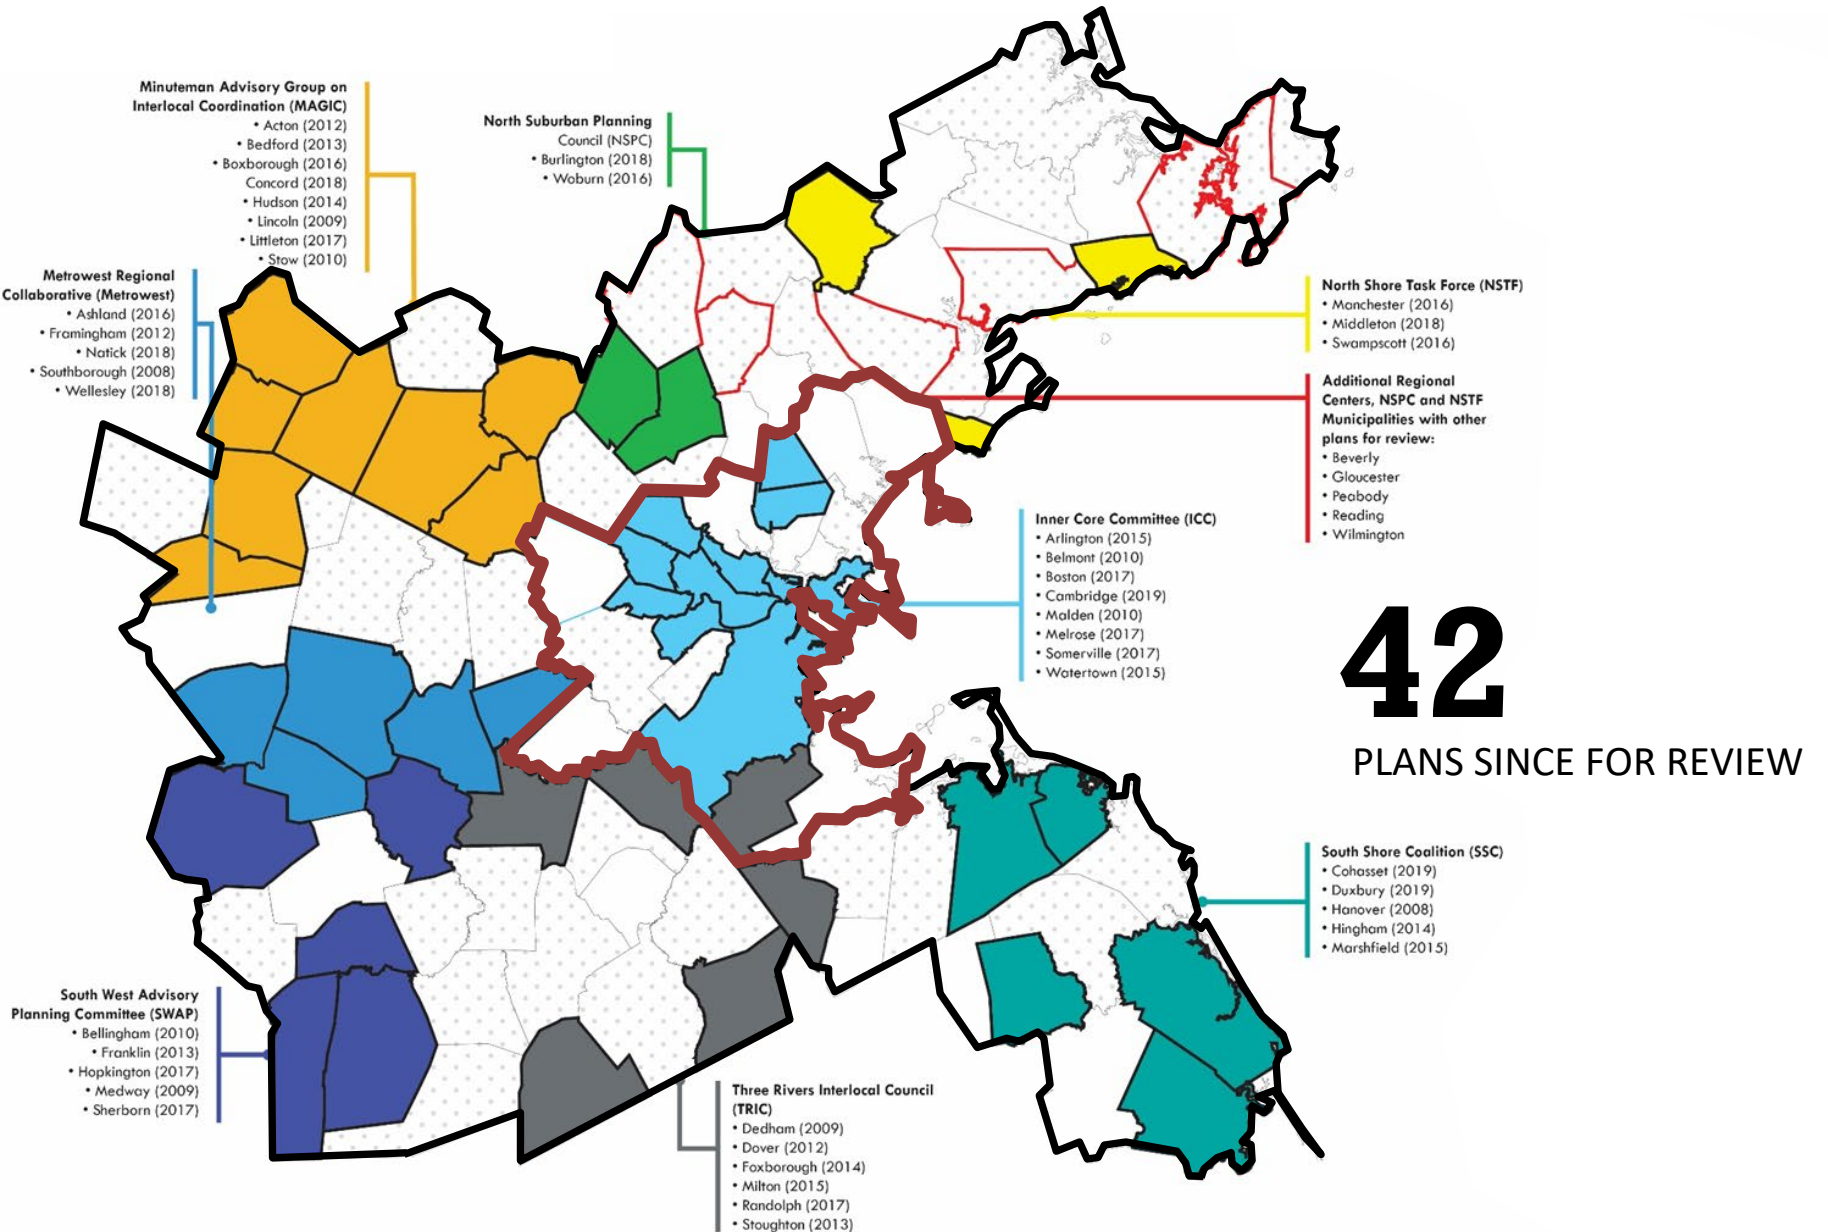 Minuteman Advisory Group on
Interlocal Coordination (MAGIC)
• Acton (2012)
• Bedford (2013)
• Boxborough (2016)
Concord (2018)
• Hudson (2014)
• Lincoln (2009)
• Littleton (2017)
• Stow (2010)
North Suburban Planning
Council (NSPC)
• Burlington (2018)
• Woburn (2016)
Metrowest Regional
Collaborative (Metrowest)
• Ashland (2016)
• Framingham (2012)
• Natick (2018)
• Southborough (2008)
• Wellesley (2018)
North Shore Task Force (NSTF)
• Manchester (2016)
• Middleton (2018)
• Swampscott (2016)
Additional Regional
Centers, NSPC and NSTF
Municipalities with other
plans for review:
• Beverly
• Gloucester
• Peabody
• Reading
• Wilmington
Inner Core Committee (ICC)
• Arlington (2015)
• Belmont (2010)
• Boston (2017)
• Cambridge (2019)
• Malden (2010)
• Melrose (2017)
• Somerville (2017)
• Watertown (2015)
42
PLANS SINCE FOR REVIEW
South Shore Coalition (SSC)
• Cohasset (2019)
• Duxbury (2019)
• Hanover (2008)
• Hingham (2014)
• Marshfield (2015)
South West Advisory
Planning Committee (SWAP)
• Bellingham (2010)
• Franklin (2013)
• Hopkington (2017)
• Medway (2009)
• Sherborn (2017)
Three Rivers Interlocal Council
(TRIC)
• Dedham (2009)
• Dover (2012)
• Foxborough (2014)
• Milton (2015)
• Randolph (2017)
• Stoughton (2013)